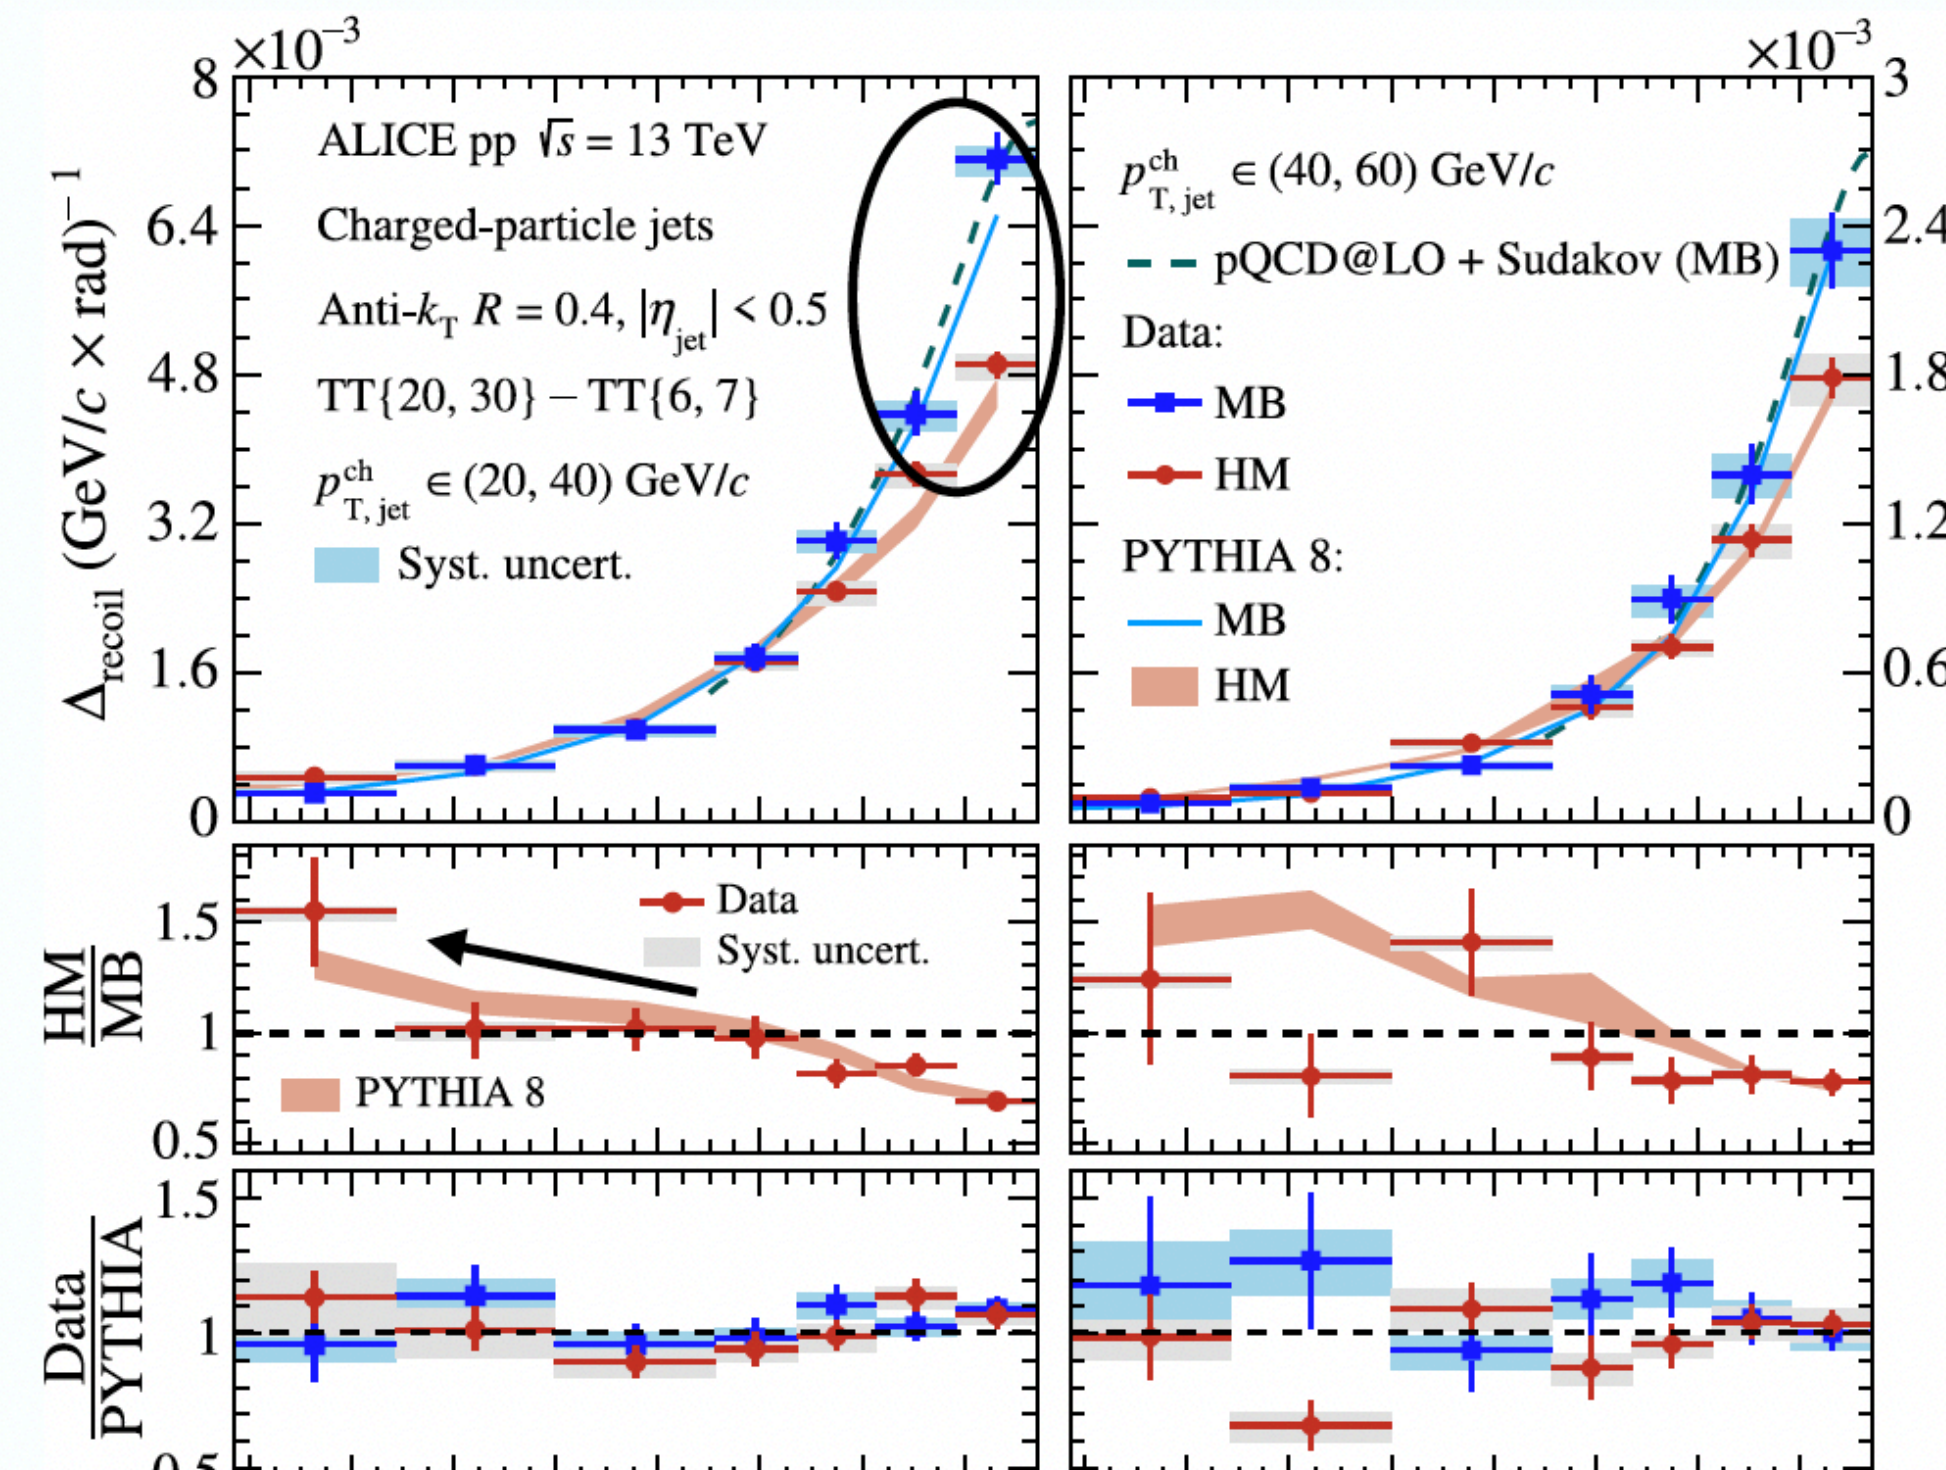 ×10⁻³
8
6.4
4.8
3.2
1.6
0
Δrecoil (GeV/c × rad)⁻¹
ALICE pp √s = 13 TeV
Charged-particle jets
Anti-kT R = 0.4, |ηjet| < 0.5
TT{20, 30} – TT{6, 7}
p^ch_T, jet ∈ (20, 40) GeV/c
Syst. uncert.
×10⁻³
3
2.4
1.8
1.2
0.6
0
p^ch_T, jet ∈ (40, 60) GeV/c
pQCD@LO + Sudakov (MB)
Data:
MB
HM
PYTHIA 8:
MB
HM
HM
MB
1.5
1
0.5
Data
Syst. uncert.
PYTHIA 8
Data
PYTHIA
1.5
1
0.5